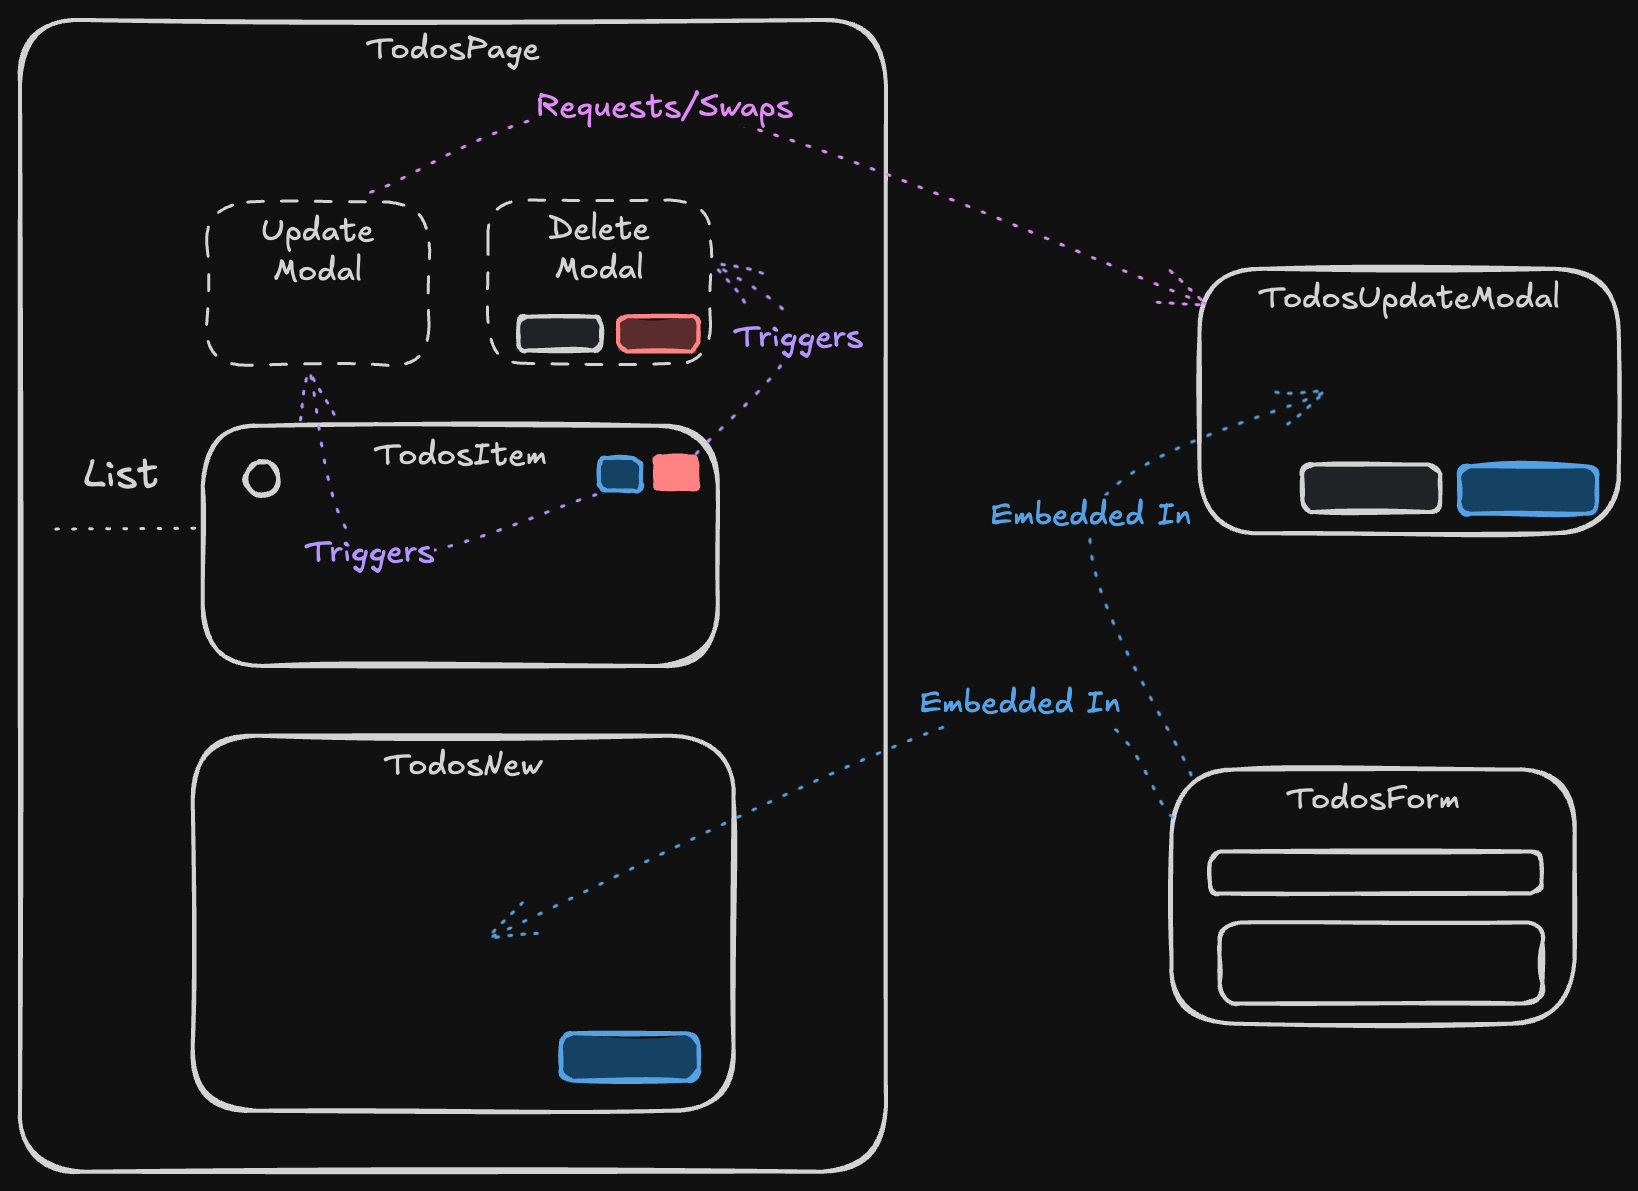 TodosPage
Requests/Swaps
Update
Modal
Delete
Modal
Triggers
TodosUpdateModal
List
TodosItem
Triggers
Embedded In
Embedded In
TodosNew
TodosForm